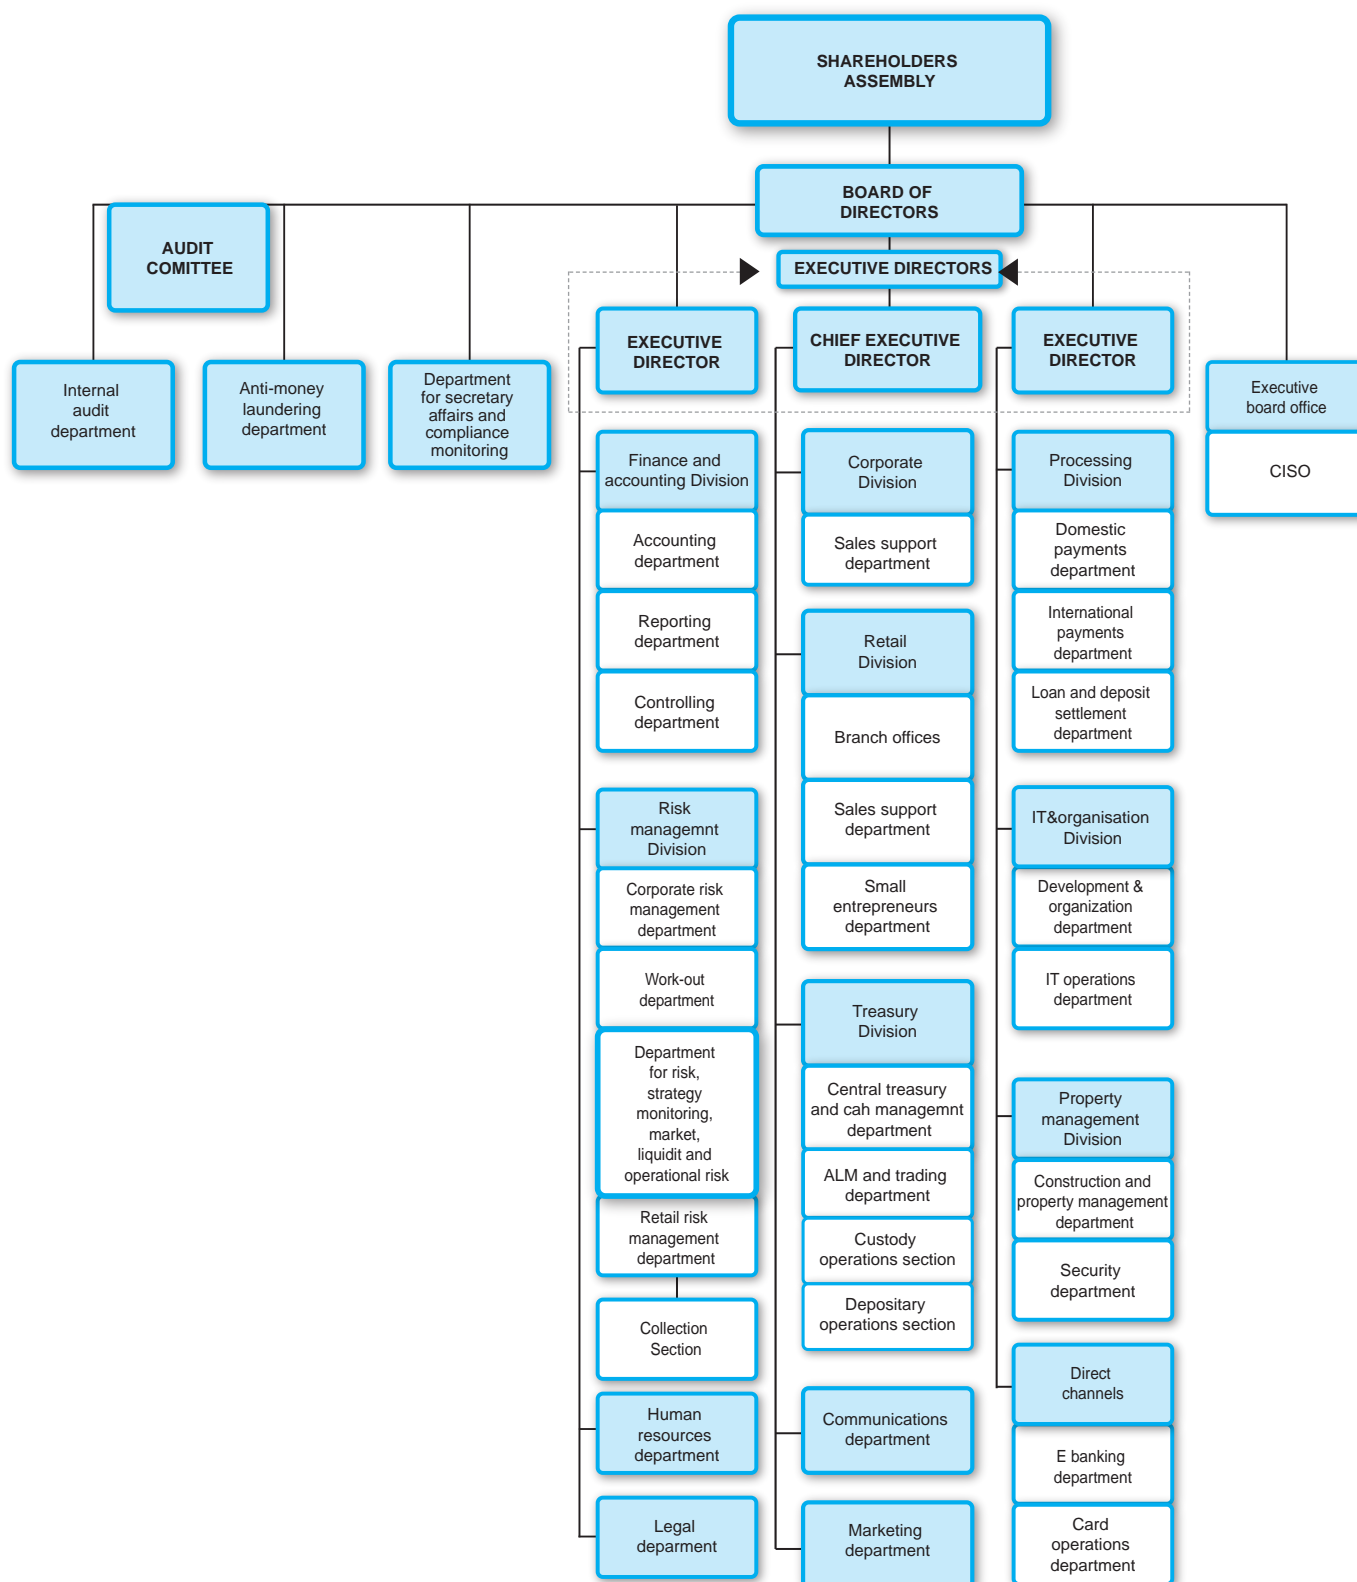 SHAREHOLDERS
ASSEMBLY
BOARD OF
DIRECTORS
AUDIT
COMITTEE
EXECUTIVE DIRECTORS
EXECUTIVE
DIRECTOR
CHIEF EXECUTIVE
DIRECTOR
EXECUTIVE
DIRECTOR
Internal
audit
department
Anti-money
laundering
department
Department
for secretary
affairs and
compliance
monitoring
Executive
board office
CISO
Finance and
accounting Division
Accounting
department
Reporting
department
Controlling
department
Risk
managemnt
Division
Corporate risk
management
department
Work-out
department
Department
for risk,
strategy
monitoring,
market,
liquidit and
operational risk
Retail risk
management
department
Collection
Section
Human
resources
department
Legal
deparment
Corporate
Division
Sales support
department
Retail
Division
Branch offices
Sales support
department
Small
entrepreneurs
department
Treasury
Division
Central treasury
and cah managemnt
department
ALM and trading
department
Custody
operations section
Depositary
operations section
Communications
department
Marketing
department
Processing
Division
Domestic
payments
department
International
payments
department
Loan and deposit
settlement
department
IT&organisation
Division
Development &
organization
department
IT operations
department
Property
management
Division
Construction and
property management
department
Security
department
Direct
channels
E banking
department
Card
operations
department